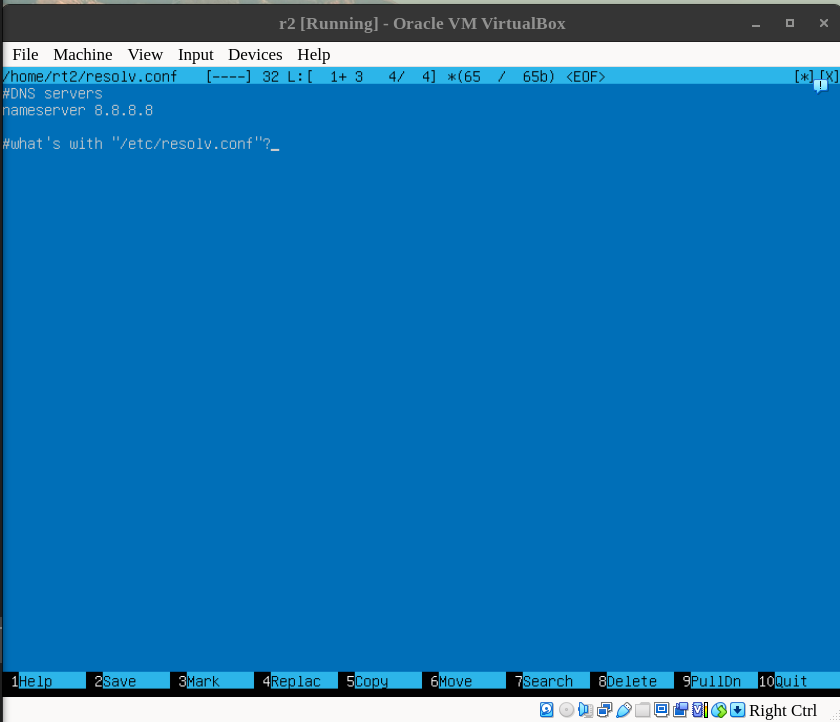 r2 [Running] - Oracle VM VirtualBox
File Machine View Input Devices Help
/home/rt2/resolv.conf [----] 32 L:[ 1+ 3 4/ 4] *(65 / 65b) <EOF> [*][X]
#DNS servers
nameserver 8.8.8.8
#what's with "/etc/resolv.conf"?_
1Help 2Save 3Mark 4Replac 5Copy 6Move 7Search 8Delete 9PullDn 10Quit
Right Ctrl